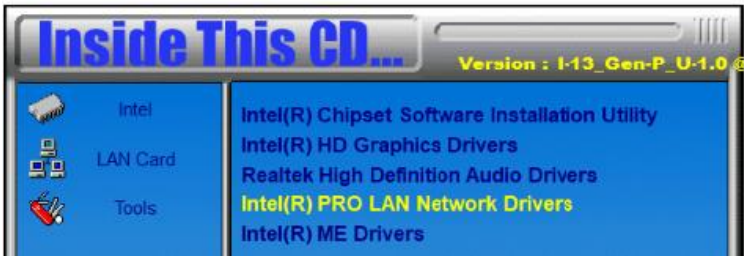 Inside This CD...
Version : I-13_Gen-P_U-1.0 @
Intel
LAN Card
Tools
Intel(R) Chipset Software Installation Utility
Intel(R) HD Graphics Drivers
Realtek High Definition Audio Drivers
Intel(R) PRO LAN Network Drivers
Intel(R) ME Drivers